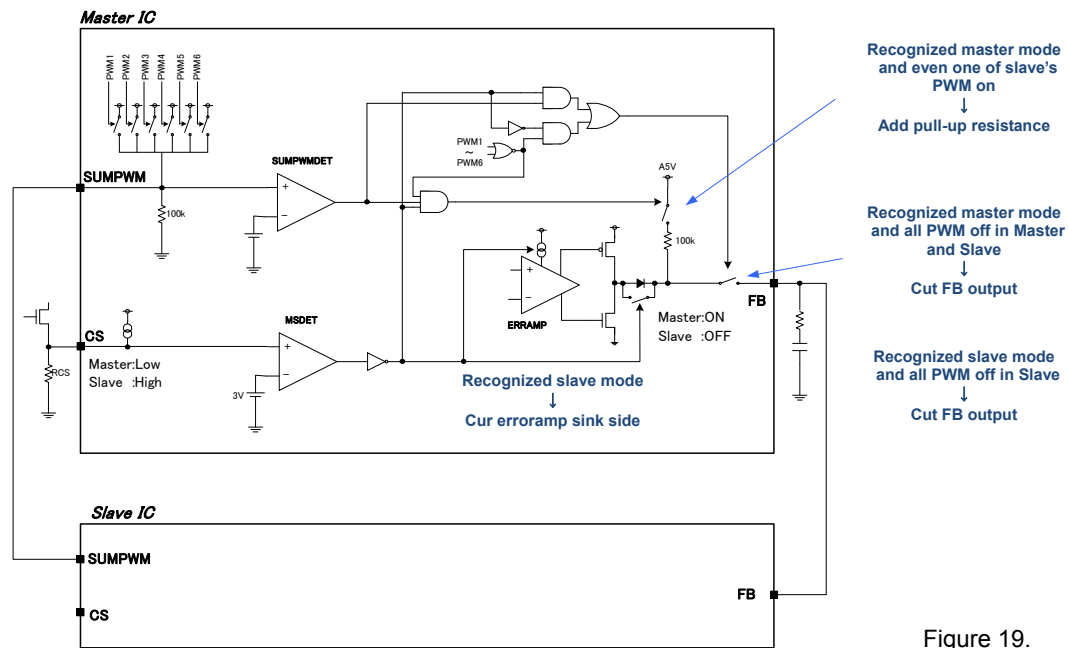 Master IC
PWM1
PWM2
PWM3
PWM4
PWM5
PWM6
SUMPWM
100k
SUMPWMDET
+
−
PWM1
～
PWM6
A5V
100k
FB
ERRAMP
+
−
Master:ON
Slave :OFF
CS
Master:Low
Slave :High
RCS
MSDET
+
−
3V
Recognized slave mode
↓
Cur erroramp sink side
Recognized master mode
and even one of slave's
PWM on
↓
Add pull-up resistance
Recognized master mode
and all PWM off in Master
and Slave
↓
Cut FB output
Recognized slave mode
and all PWM off in Slave
↓
Cut FB output
Slave IC
SUMPWM
CS
FB
Figure 19.